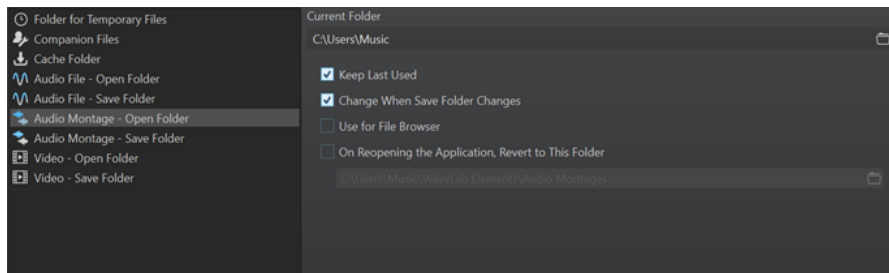 Folder for Temporary Files
Companion Files
Cache Folder
Audio File - Open Folder
Audio File - Save Folder
Audio Montage - Open Folder
Audio Montage - Save Folder
Video - Open Folder
Video - Save Folder
Current Folder
C:\Users\Music
Keep Last Used
Change When Save Folder Changes
Use for File Browser
On Reopening the Application, Revert to This Folder
C:\Users\Music\WaveLab Elements\Audio Montages